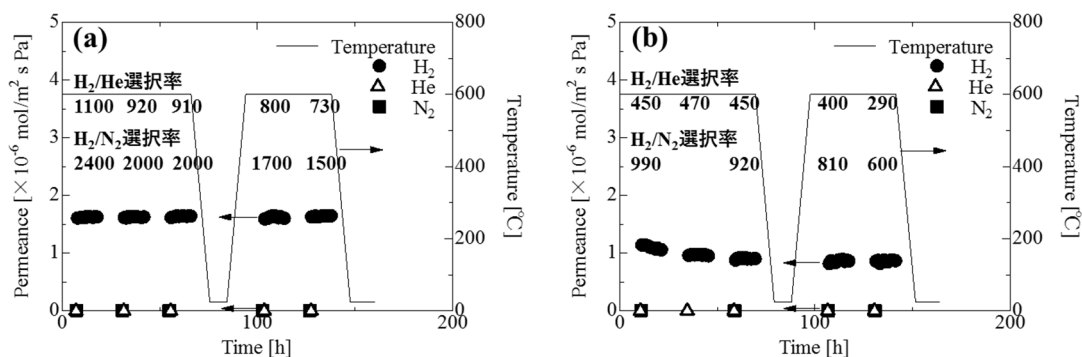 (a)
Temperature
H2
He
N2
H2/He選択率
1100 920 910 800 730
H2/N2選択率
2400 2000 2000 1700 1500
Permeance [×10-6 mol/m2 s Pa]
5
4
3
2
1
0
0 100 200
Time [h]
800
600
400
200
0
Temperature [℃]
(b)
Temperature
H2
He
N2
H2/He選択率
450 470 450 400 290
H2/N2選択率
990 920 810 600
Permeance [×10-6 mol/m2 s Pa]
5
4
3
2
1
0
0 100 200
Time [h]
800
600
400
200
0
Temperature [℃]